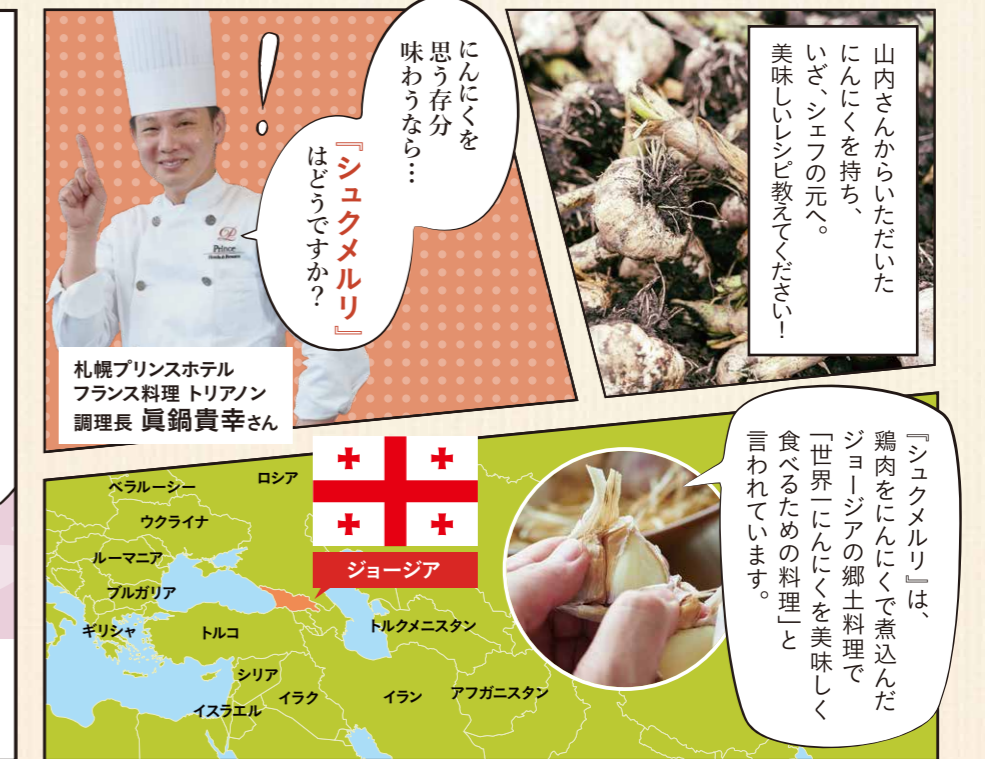 山内さんからいただいた
にんにくを持ち、
いざ、シェフの元へ。
美味しいレシピ教えてください！
にんにくを
思う存分
味わうなら…
！
『シュクメルリ』
はどうですか？
Prince
札幌プリンスホテル
フランス料理 トリアノン
調理長 眞鍋貴幸さん
『シュクメルリ』は、
鶏肉をにんにくで煮込んだ
ジョージアの郷土料理で
「世界一にんにくを美味しく
食べるための料理」と
言われています。
ベラルーシー
ロシア
ウクライナ
ルーマニア
ブルガリア
ジョージア
ギリシャ
トルコ
トルクメニスタン
シリア
イラク
イラン
アフガニスタン
イスラエル